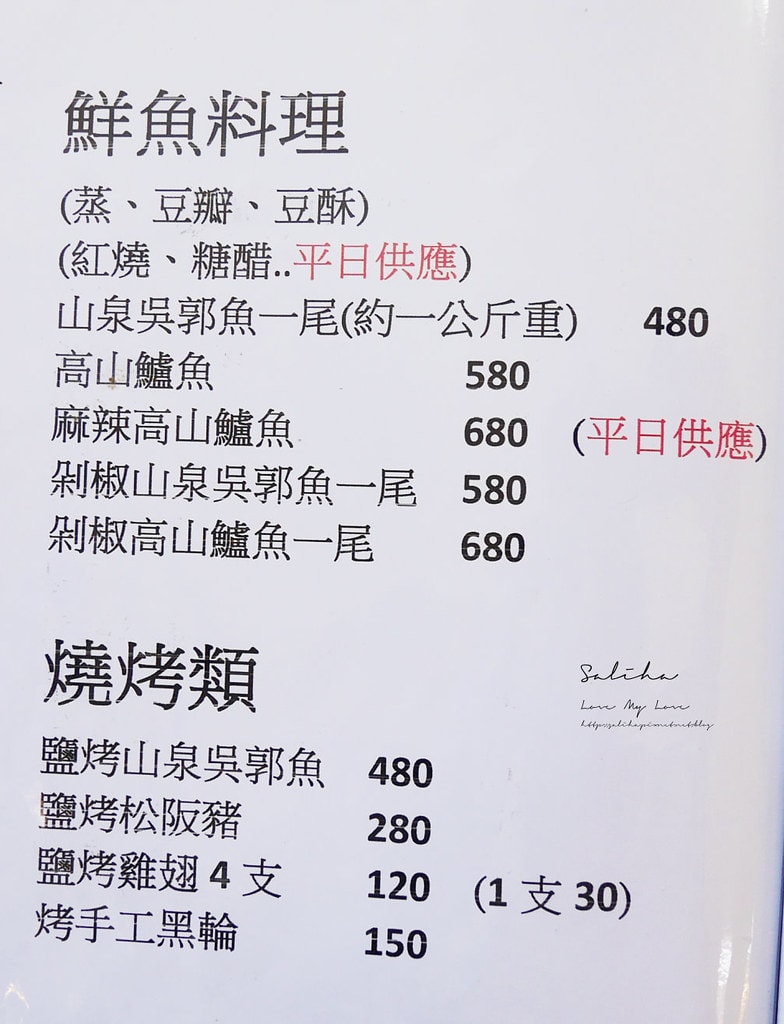 鮮魚料理
(蒸、豆瓣、豆酥)
(紅燒、糖醋..平日供應)
山泉吳郭魚一尾(約一公斤重) 480
高山鱸魚 580
麻辣高山鱸魚 680 (平日供應)
剁椒山泉吳郭魚一尾 580
剁椒高山鱸魚一尾 680
燒烤類
Saliha
Love My Love
鹽烤山泉吳郭魚 480
鹽烤松阪豬 280
鹽烤雞翅 4 支 120 (1 支 30)
烤手工黑輪 150